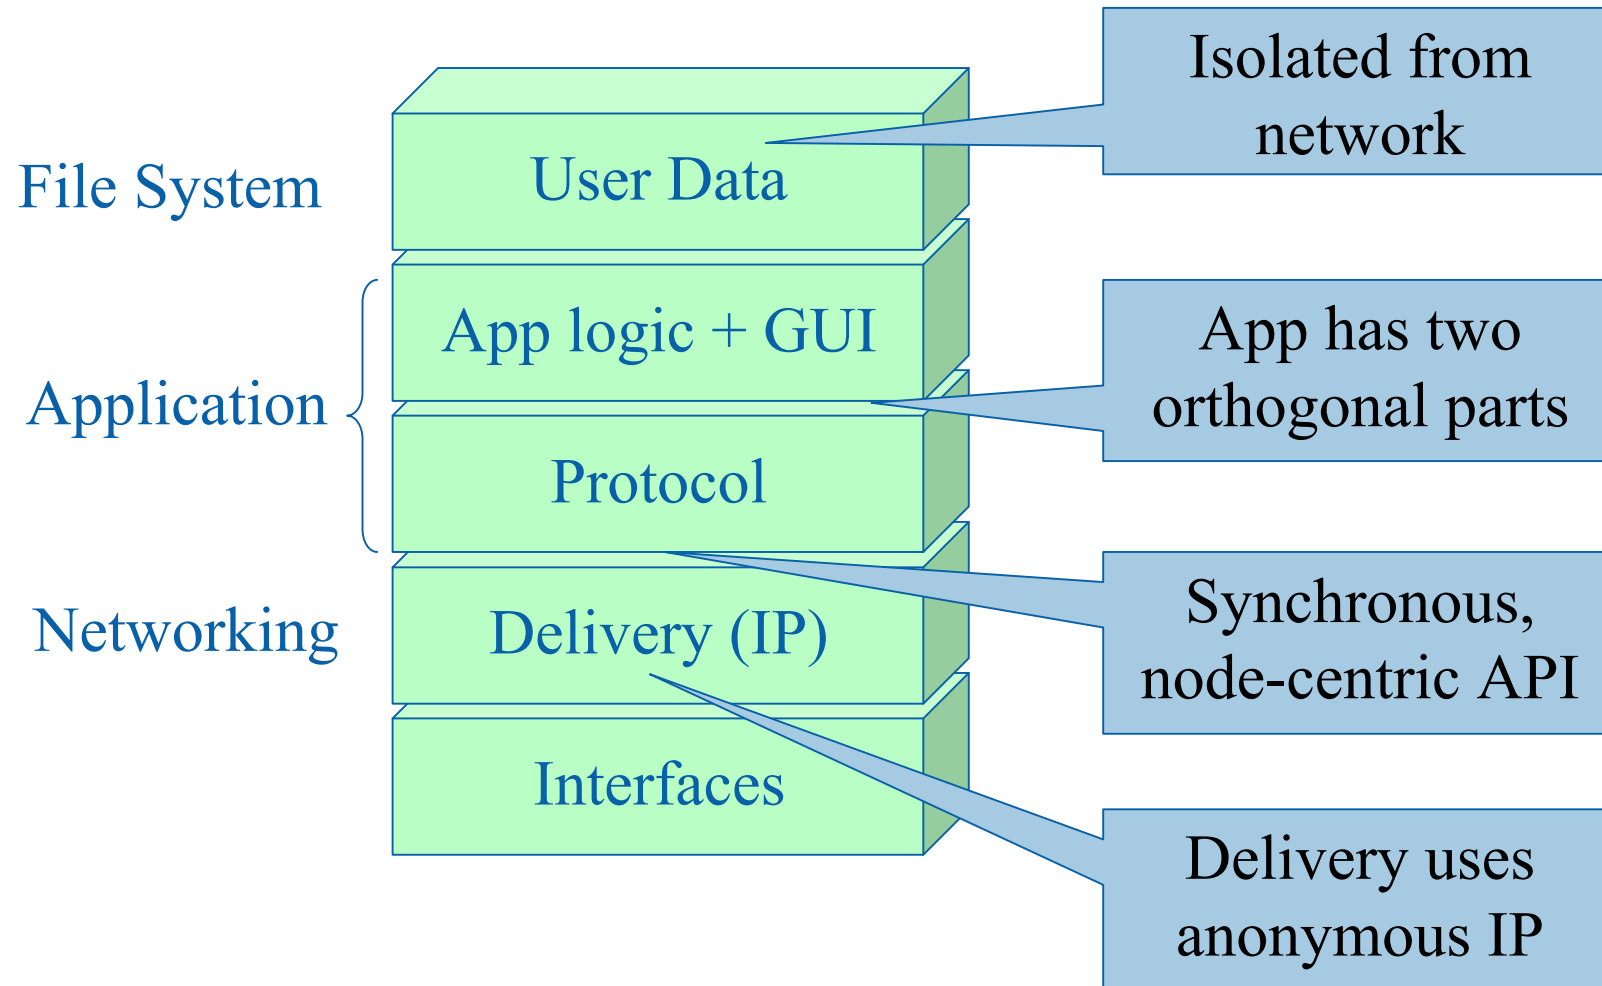 Isolated from
network
File System
User Data
App logic + GUI
App has two
orthogonal parts
Application
Protocol
Synchronous,
node-centric API
Networking
Delivery (IP)
Interfaces
Delivery uses
anonymous IP